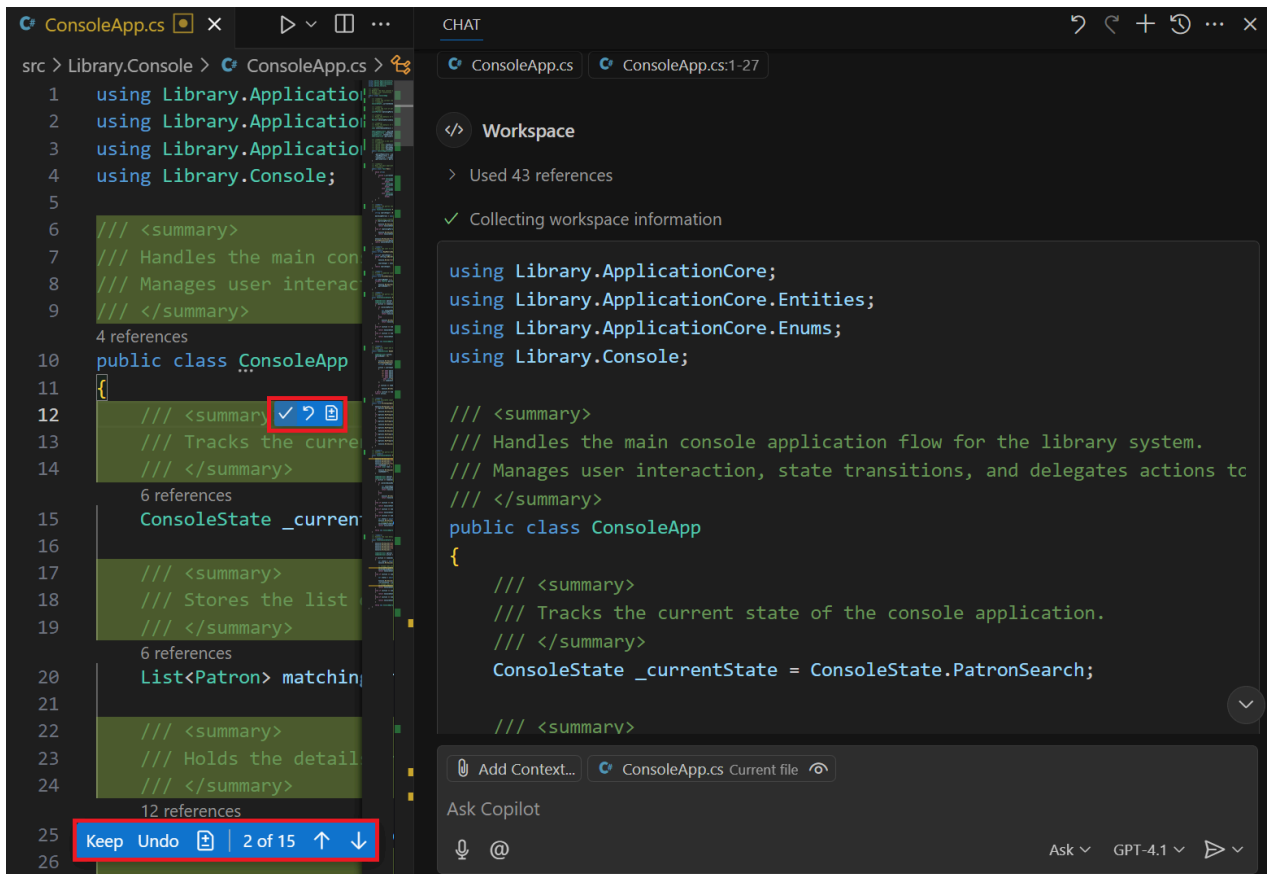 ConsoleApp.cs
src > Library.Console > ConsoleApp.cs >
1 using Library.Applicatio
2 using Library.Applicatio
3 using Library.Applicatio
4 using Library.Console;
5
6 /// <summary>
7 /// Handles the main con
8 /// Manages user interac
9 /// </summary>
4 references
10 public class ConsoleApp
11 {
12 /// <summary
13 /// Tracks the curre
14 /// </summary>
6 references
15 ConsoleState _current
16
17 /// <summary>
18 /// Stores the list
19 /// </summary>
6 references
20 List<Patron> matching
21
22 /// <summary>
23 /// Holds the detail
24 /// </summary>
12 references
25
26
Keep Undo 2 of 15
CHAT
ConsoleApp.cs ConsoleApp.cs:1-27
Workspace
> Used 43 references
Collecting workspace information
using Library.ApplicationCore;
using Library.ApplicationCore.Entities;
using Library.ApplicationCore.Enums;
using Library.Console;
/// <summary>
/// Handles the main console application flow for the library system.
/// Manages user interaction, state transitions, and delegates actions to
/// </summary>
public class ConsoleApp
{
/// <summary>
/// Tracks the current state of the console application.
/// </summary>
ConsoleState _currentState = ConsoleState.PatronSearch;
/// <summary>
Add Context... ConsoleApp.cs Current file
Ask Copilot
@ Ask GPT-4.1